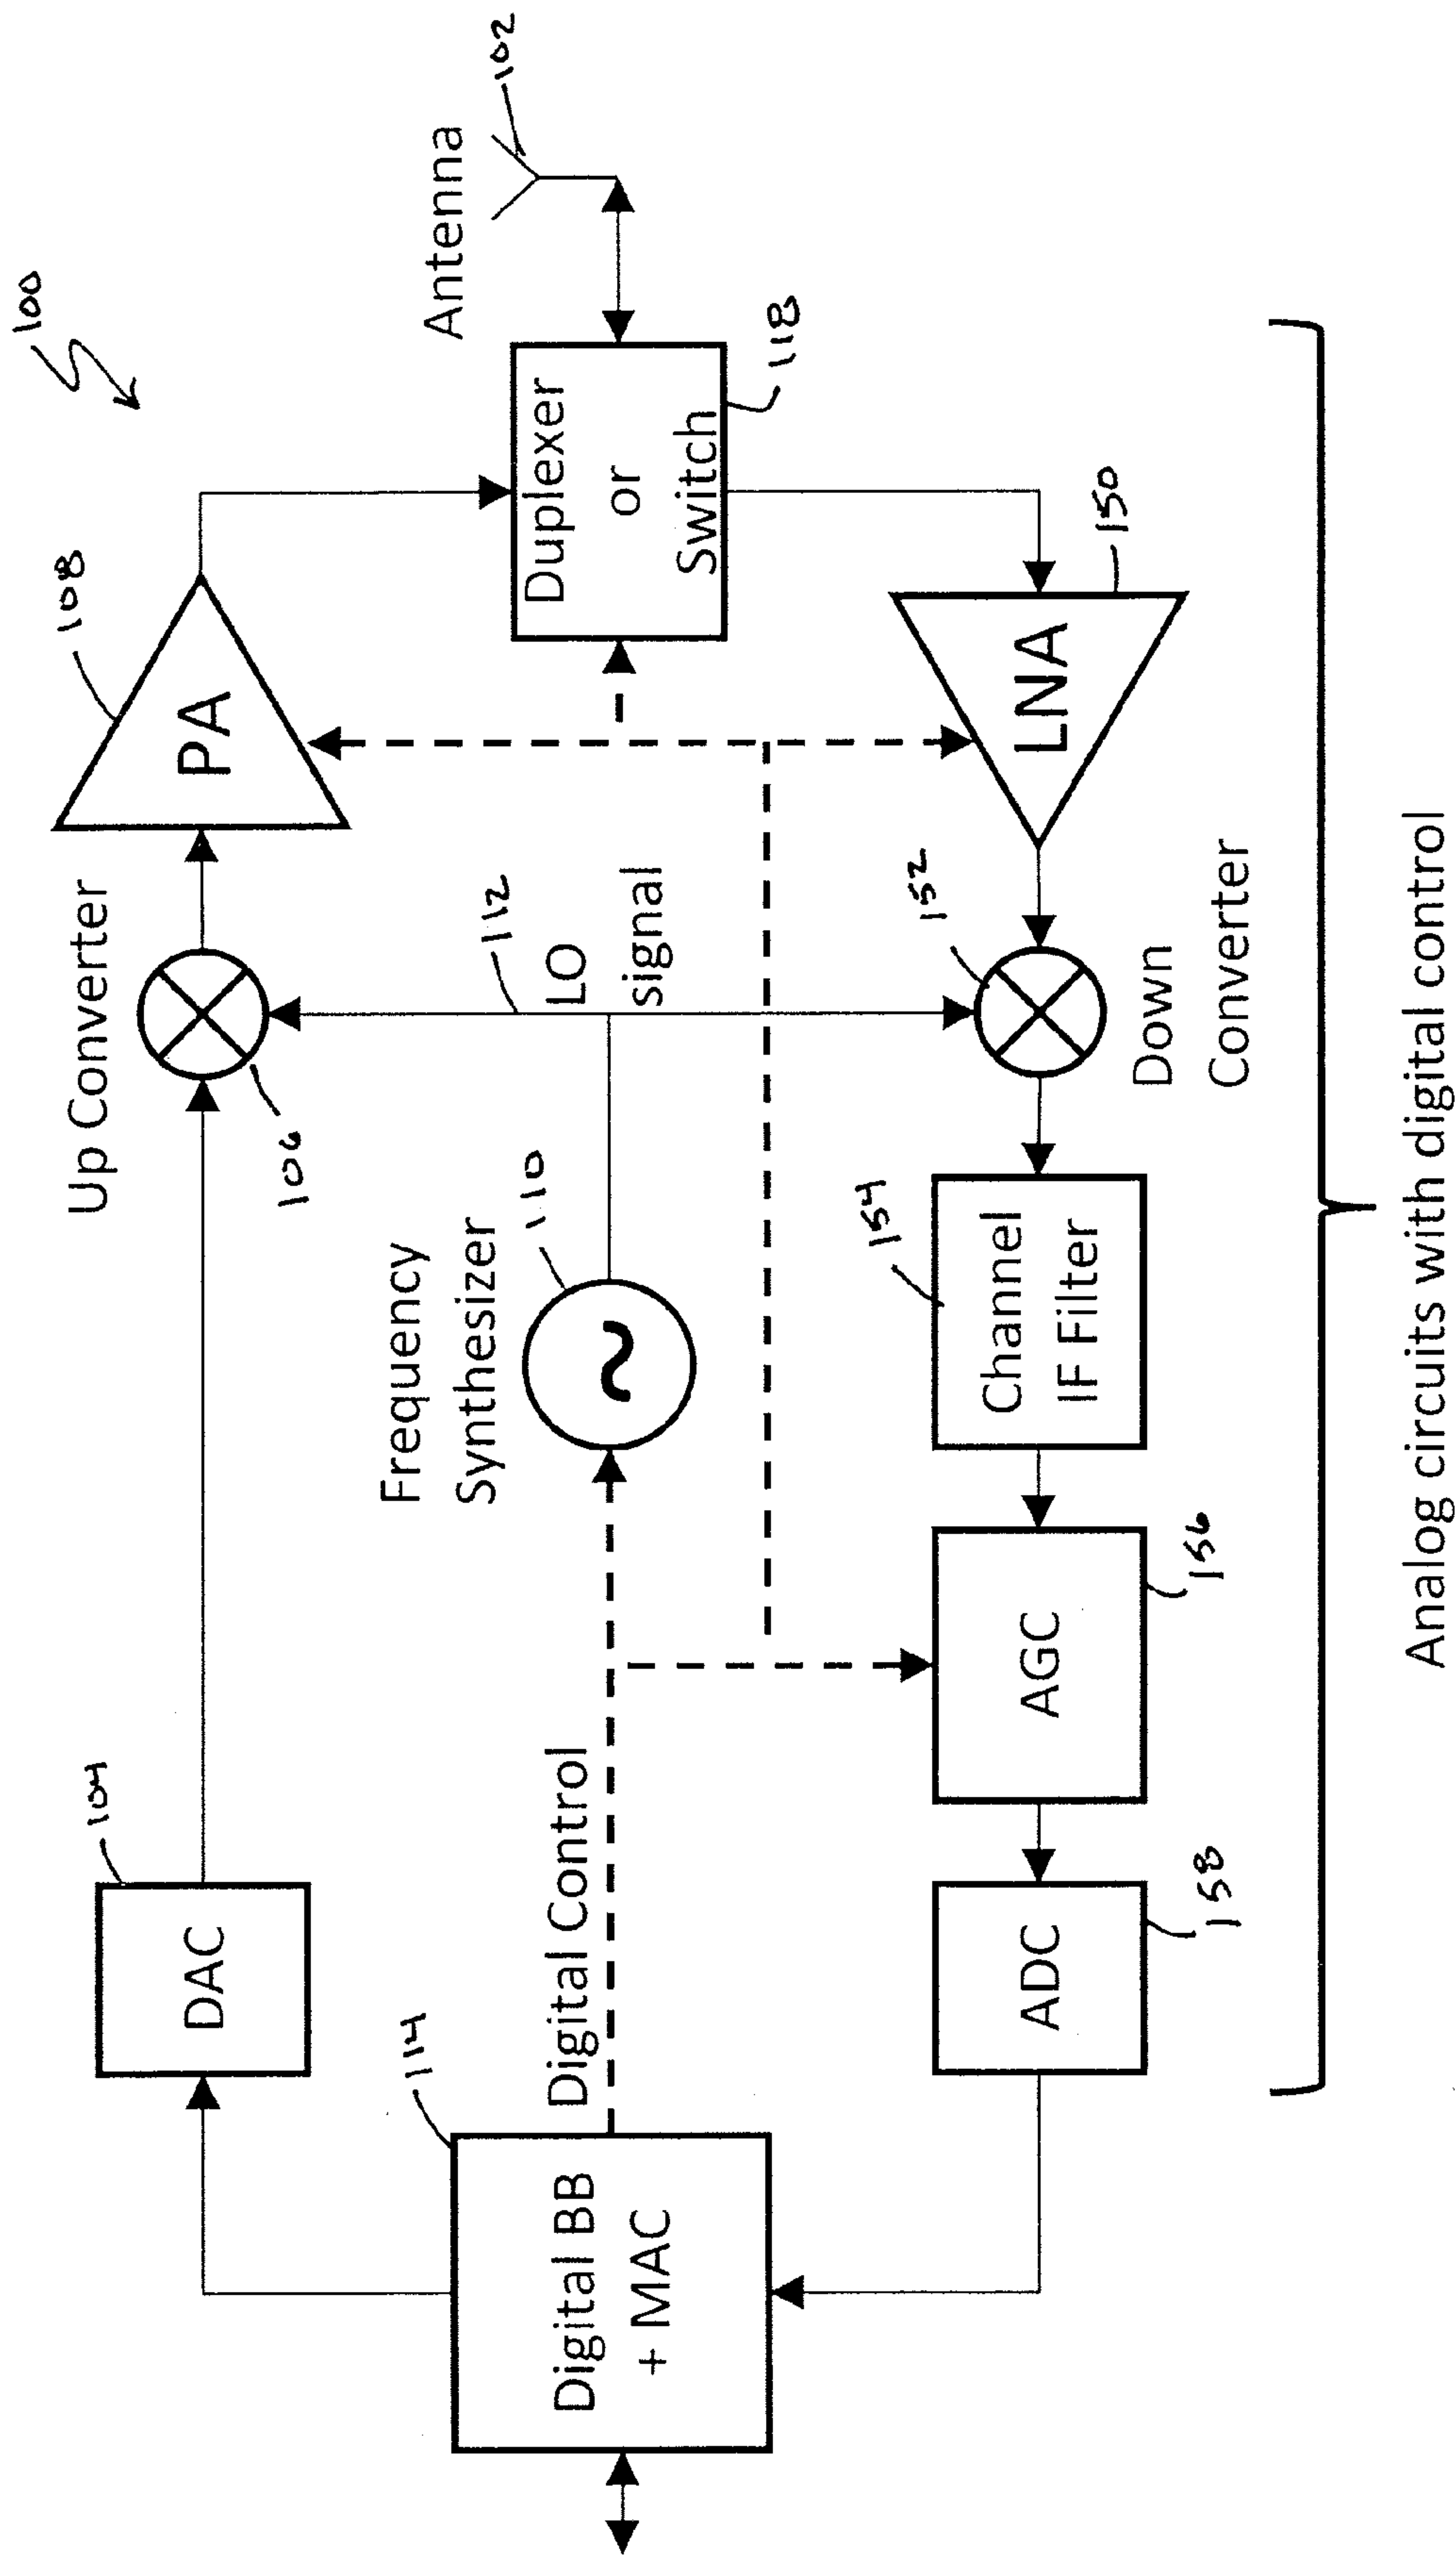 100
Up Converter
108
PA
104
DAC
106
Antenna
102
Frequency
Synthesizer
110
112
LO
signal
Duplexer
or
Switch
118
114
Digital BB
+ MAC
Digital Control
ADC
158
AGC
156
Channel
IF Filter
154
152
Down
Converter
LNA
150
Analog circuits with digital control